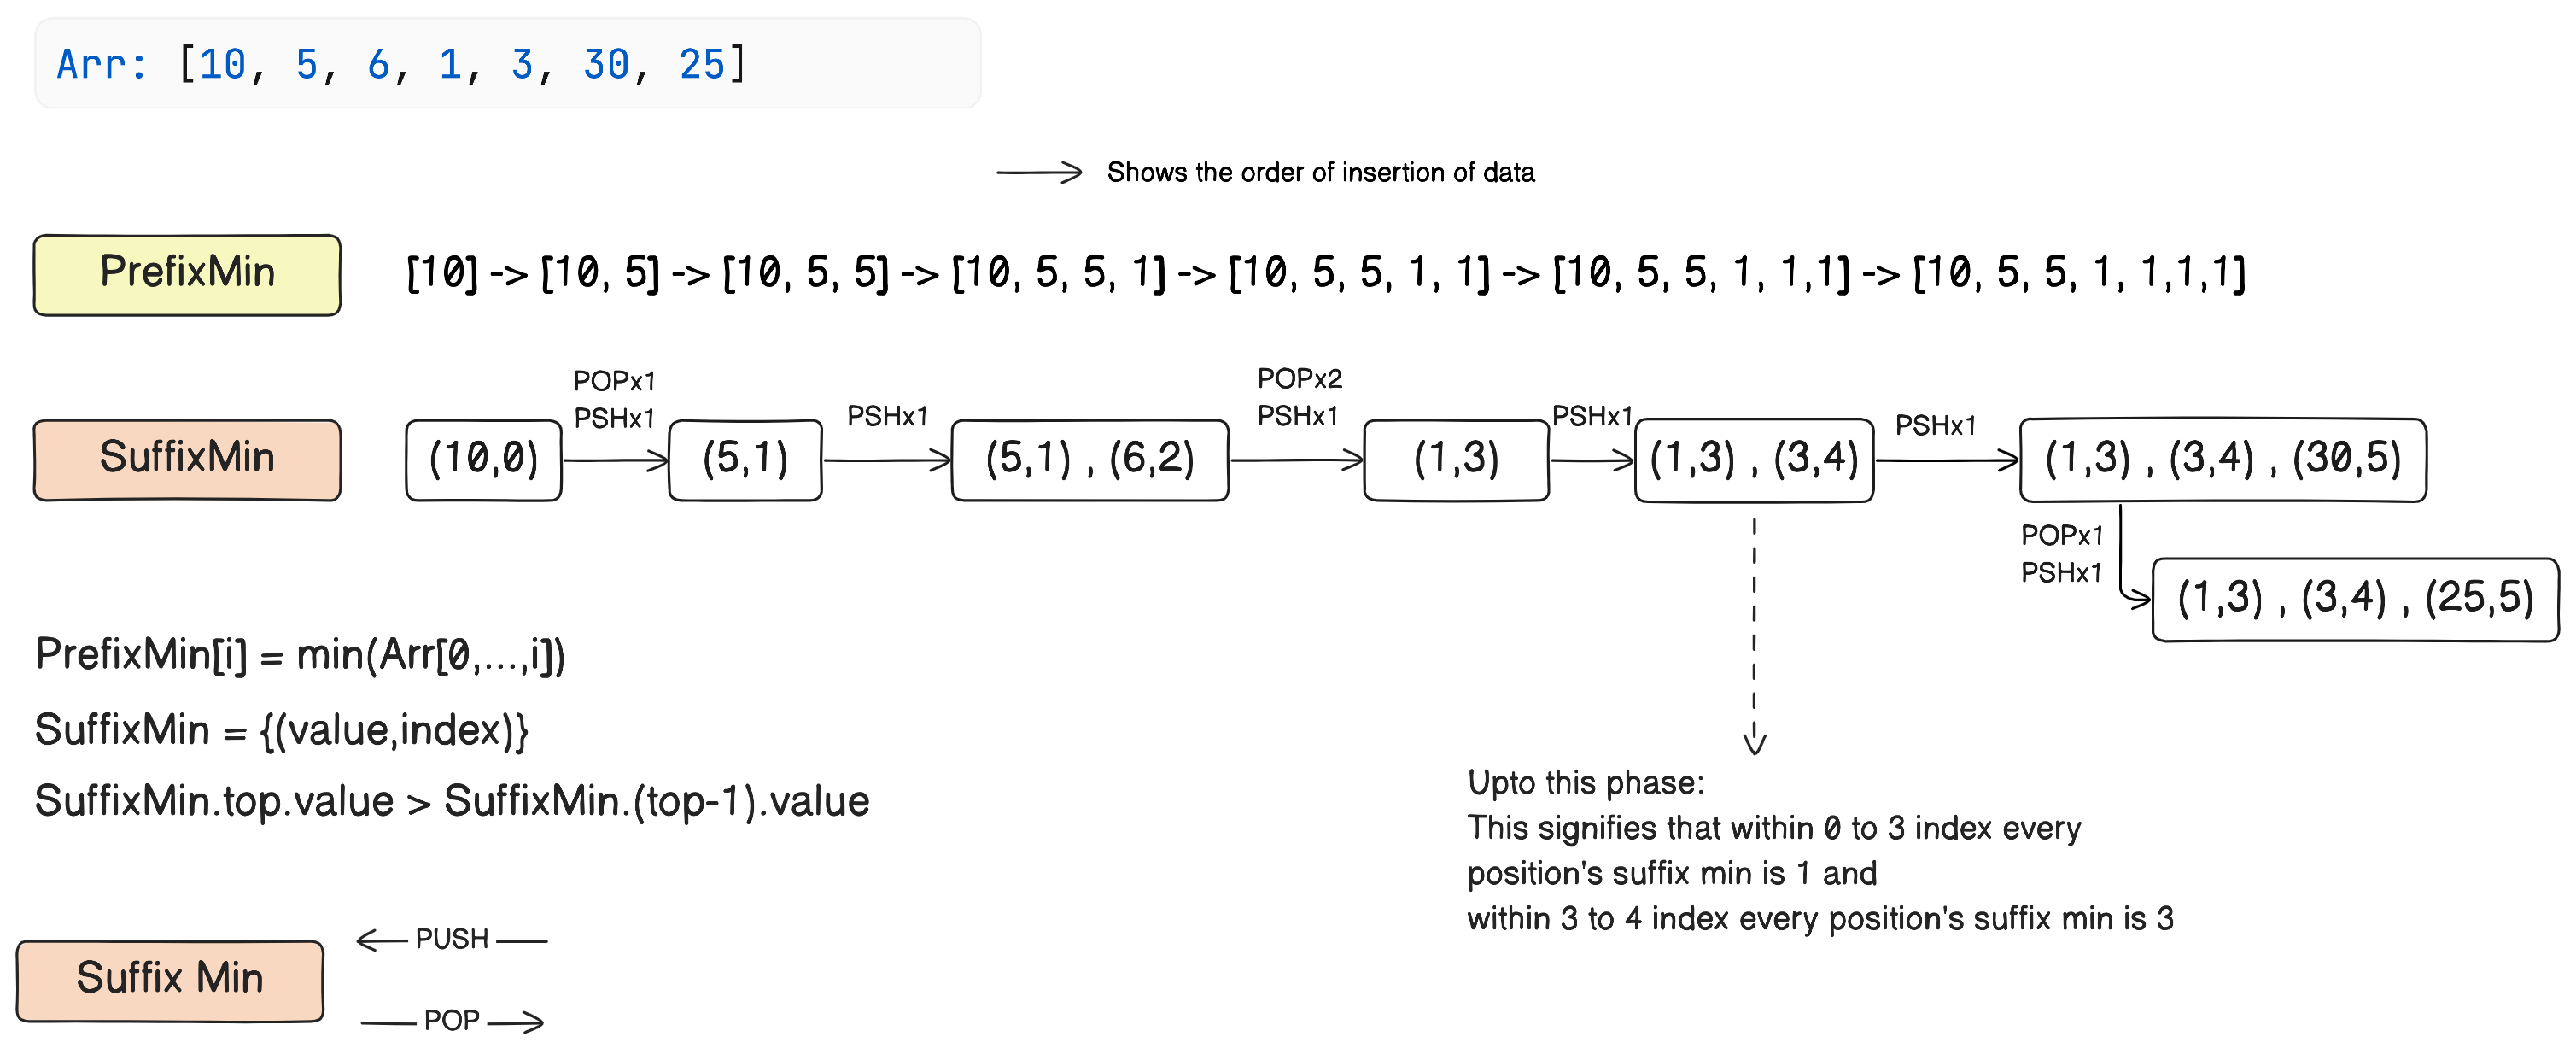 Arr: [10, 5, 6, 1, 3, 30, 25]
Shows the order of insertion of data
PrefixMin
[10] -> [10, 5] -> [10, 5, 5] -> [10, 5, 5, 1] -> [10, 5, 5, 1, 1] -> [10, 5, 5, 1, 1,1] -> [10, 5, 5, 1, 1,1,1]
SuffixMin
(10,0)
POPx1
PSHx1
(5,1)
PSHx1
(5,1) , (6,2)
POPx2
PSHx1
(1,3)
PSHx1
(1,3) , (3,4)
PSHx1
(1,3) , (3,4) , (30,5)
POPx1
PSHx1
(1,3) , (3,4) , (25,5)
PrefixMin[i] = min(Arr[0,...,i])
SuffixMin = {(value,index)}
SuffixMin.top.value > SuffixMin.(top-1).value
Upto this phase:
This signifies that within 0 to 3 index every
position's suffix min is 1 and
within 3 to 4 index every position's suffix min is 3
Suffix Min
PUSH
POP